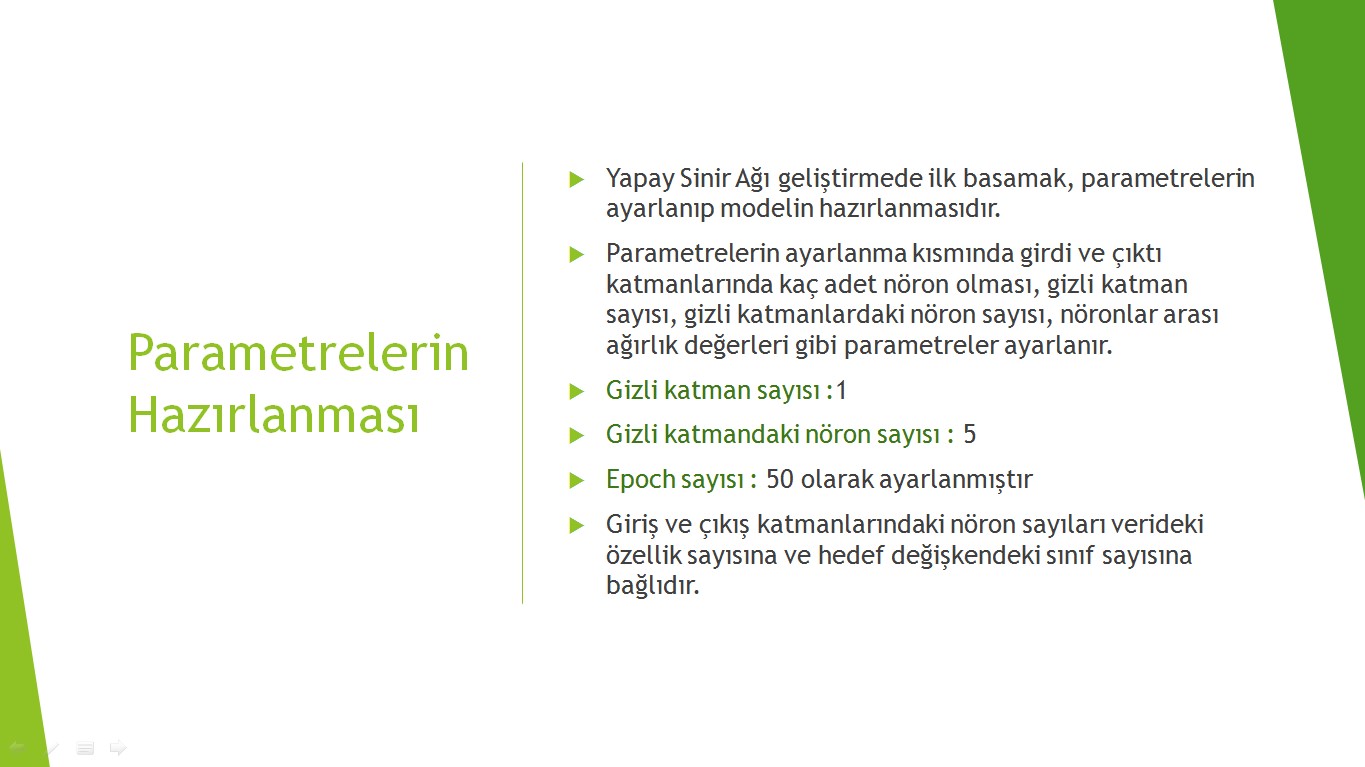 Parametrelerin
Hazırlanması
Yapay Sinir Ağı geliştirmede ilk basamak, parametrelerin
ayarlanıp modelin hazırlanmasıdır.
Parametrelerin ayarlanma kısmında girdi ve çıktı
katmanlarında kaç adet nöron olması, gizli katman
sayısı, gizli katmanlardaki nöron sayısı, nöronlar arası
ağırlık değerleri gibi parametreler ayarlanır.
Gizli katman sayısı :1
Gizli katmandaki nöron sayısı : 5
Epoch sayısı : 50 olarak ayarlanmıştır
Giriş ve çıkış katmanlarındaki nöron sayıları verideki
özellik sayısına ve hedef değişkendeki sınıf sayısına
bağlıdır.